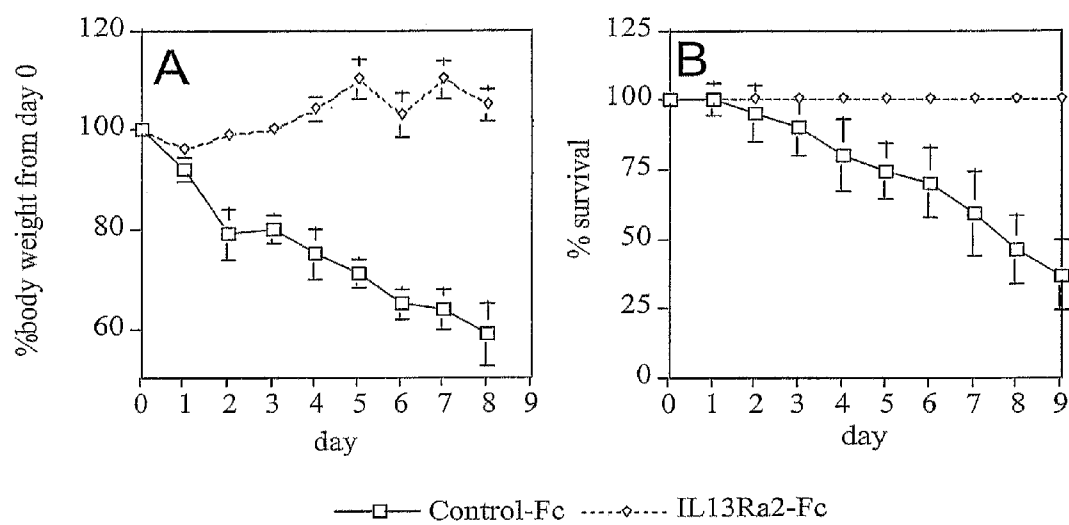 120
100
80
60
%body weight from day 0
A
0 1 2 3 4 5 6 7 8 9
day
125
100
75
50
25
0
% survival
B
0 1 2 3 4 5 6 7 8 9
day
Control-Fc
IL13Ra2-Fc